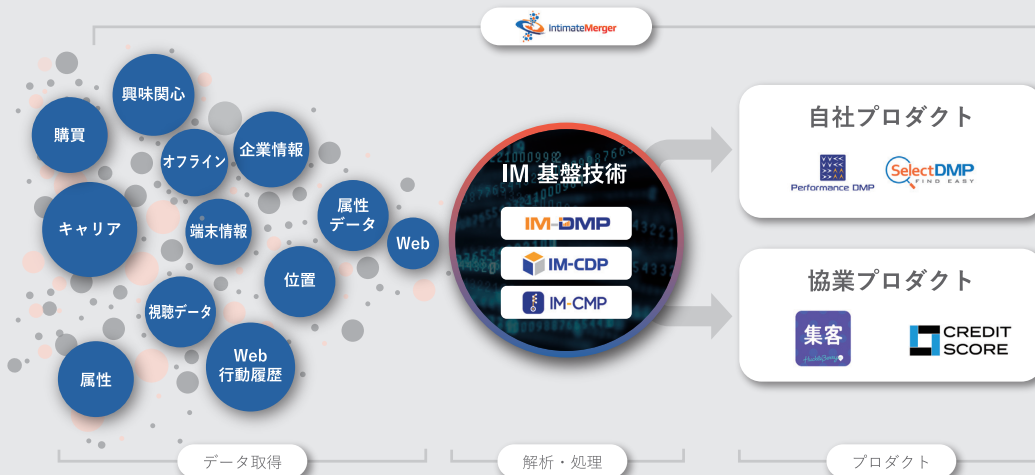 IntimateMerger
興味関心
購買
オフライン
企業情報
キャリア
端末情報
属性
データ
Web
位置
視聴データ
Web
行動履歴
属性
IM 基盤技術
IM-DMP
IM-CDP
IM-CMP
自社プロダクト
Performance DMP
SelectDMP
FIND EASY
協業プロダクト
集客
CREDIT
SCORE
データ取得
解析・処理
プロダクト